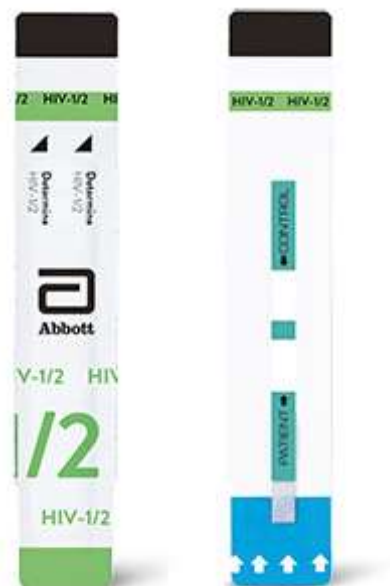 /2 HIV-1/2 HI
Determine
HIV-1/2
Determine
HIV-1/2
Abbott
V-1/2 HIV
/2
HIV-1/2
HIV-1/2 HIV-1/2
CONTROL
PATIENT